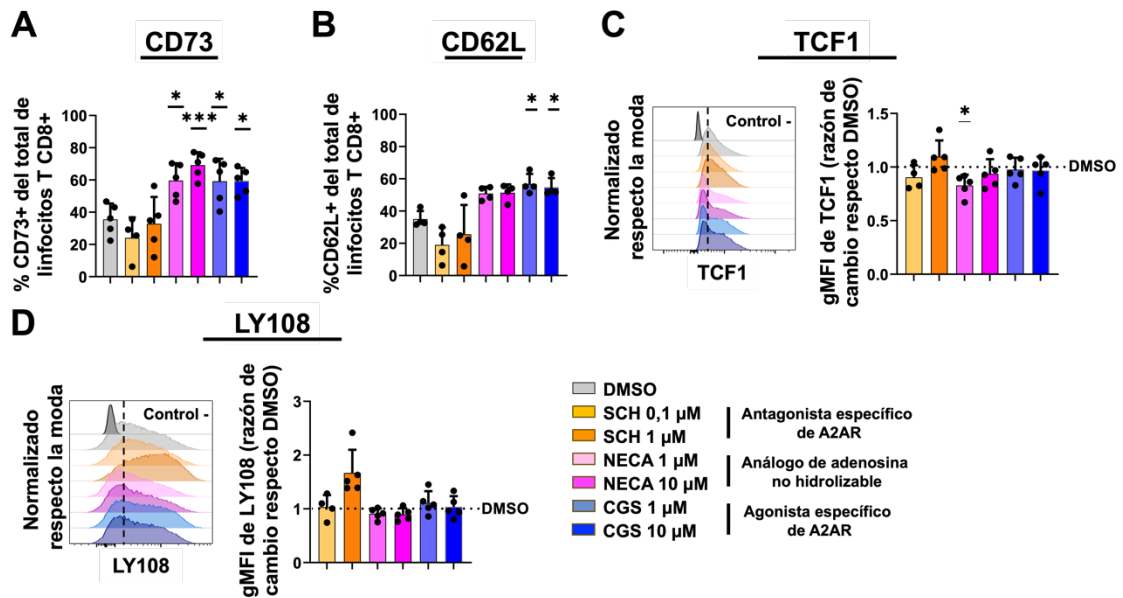 A
CD73
% CD73+ del total de
linfocitos T CD8+
100
80
60
40
20
0
*
***
*
*
B
CD62L
%CD62L+ del total de
linfocitos T CD8+
100
80
60
40
20
0
*
*
C
TCF1
Normalizado
respecto la moda
Control -
TCF1
gMFI de TCF1 (razón de
cambio respecto DMSO)
1.5
1.0
0.5
0.0
*
DMSO
D
LY108
Normalizado
respecto la moda
Control -
LY108
gMFI de LY108 (razón de
cambio respecto DMSO)
3
2
1
0
DMSO
DMSO
SCH 0,1 µM
SCH 1 µM
NECA 1 µM
NECA 10 µM
CGS 1 µM
CGS 10 µM
Antagonista específico
de A2AR
Análogo de adenosina
no hidrolizable
Agonista específico
de A2AR